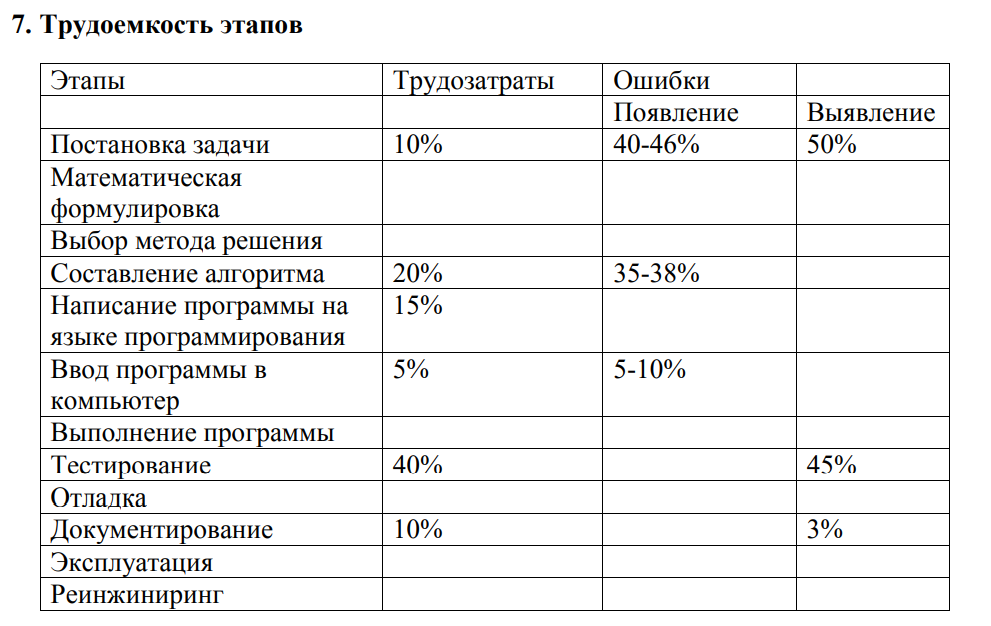 7. Трудоемкость этапов
Этапы Трудозатраты Ошибки
Появление Выявление
Постановка задачи 10% 40-46% 50%
Математическая
формулировка
Выбор метода решения
Составление алгоритма 20% 35-38%
Написание программы на 15%
языке программирования
Ввод программы в 5% 5-10%
компьютер
Выполнение программы
Тестирование 40% 45%
Отладка
Документирование 10% 3%
Эксплуатация
Реинжиниринг